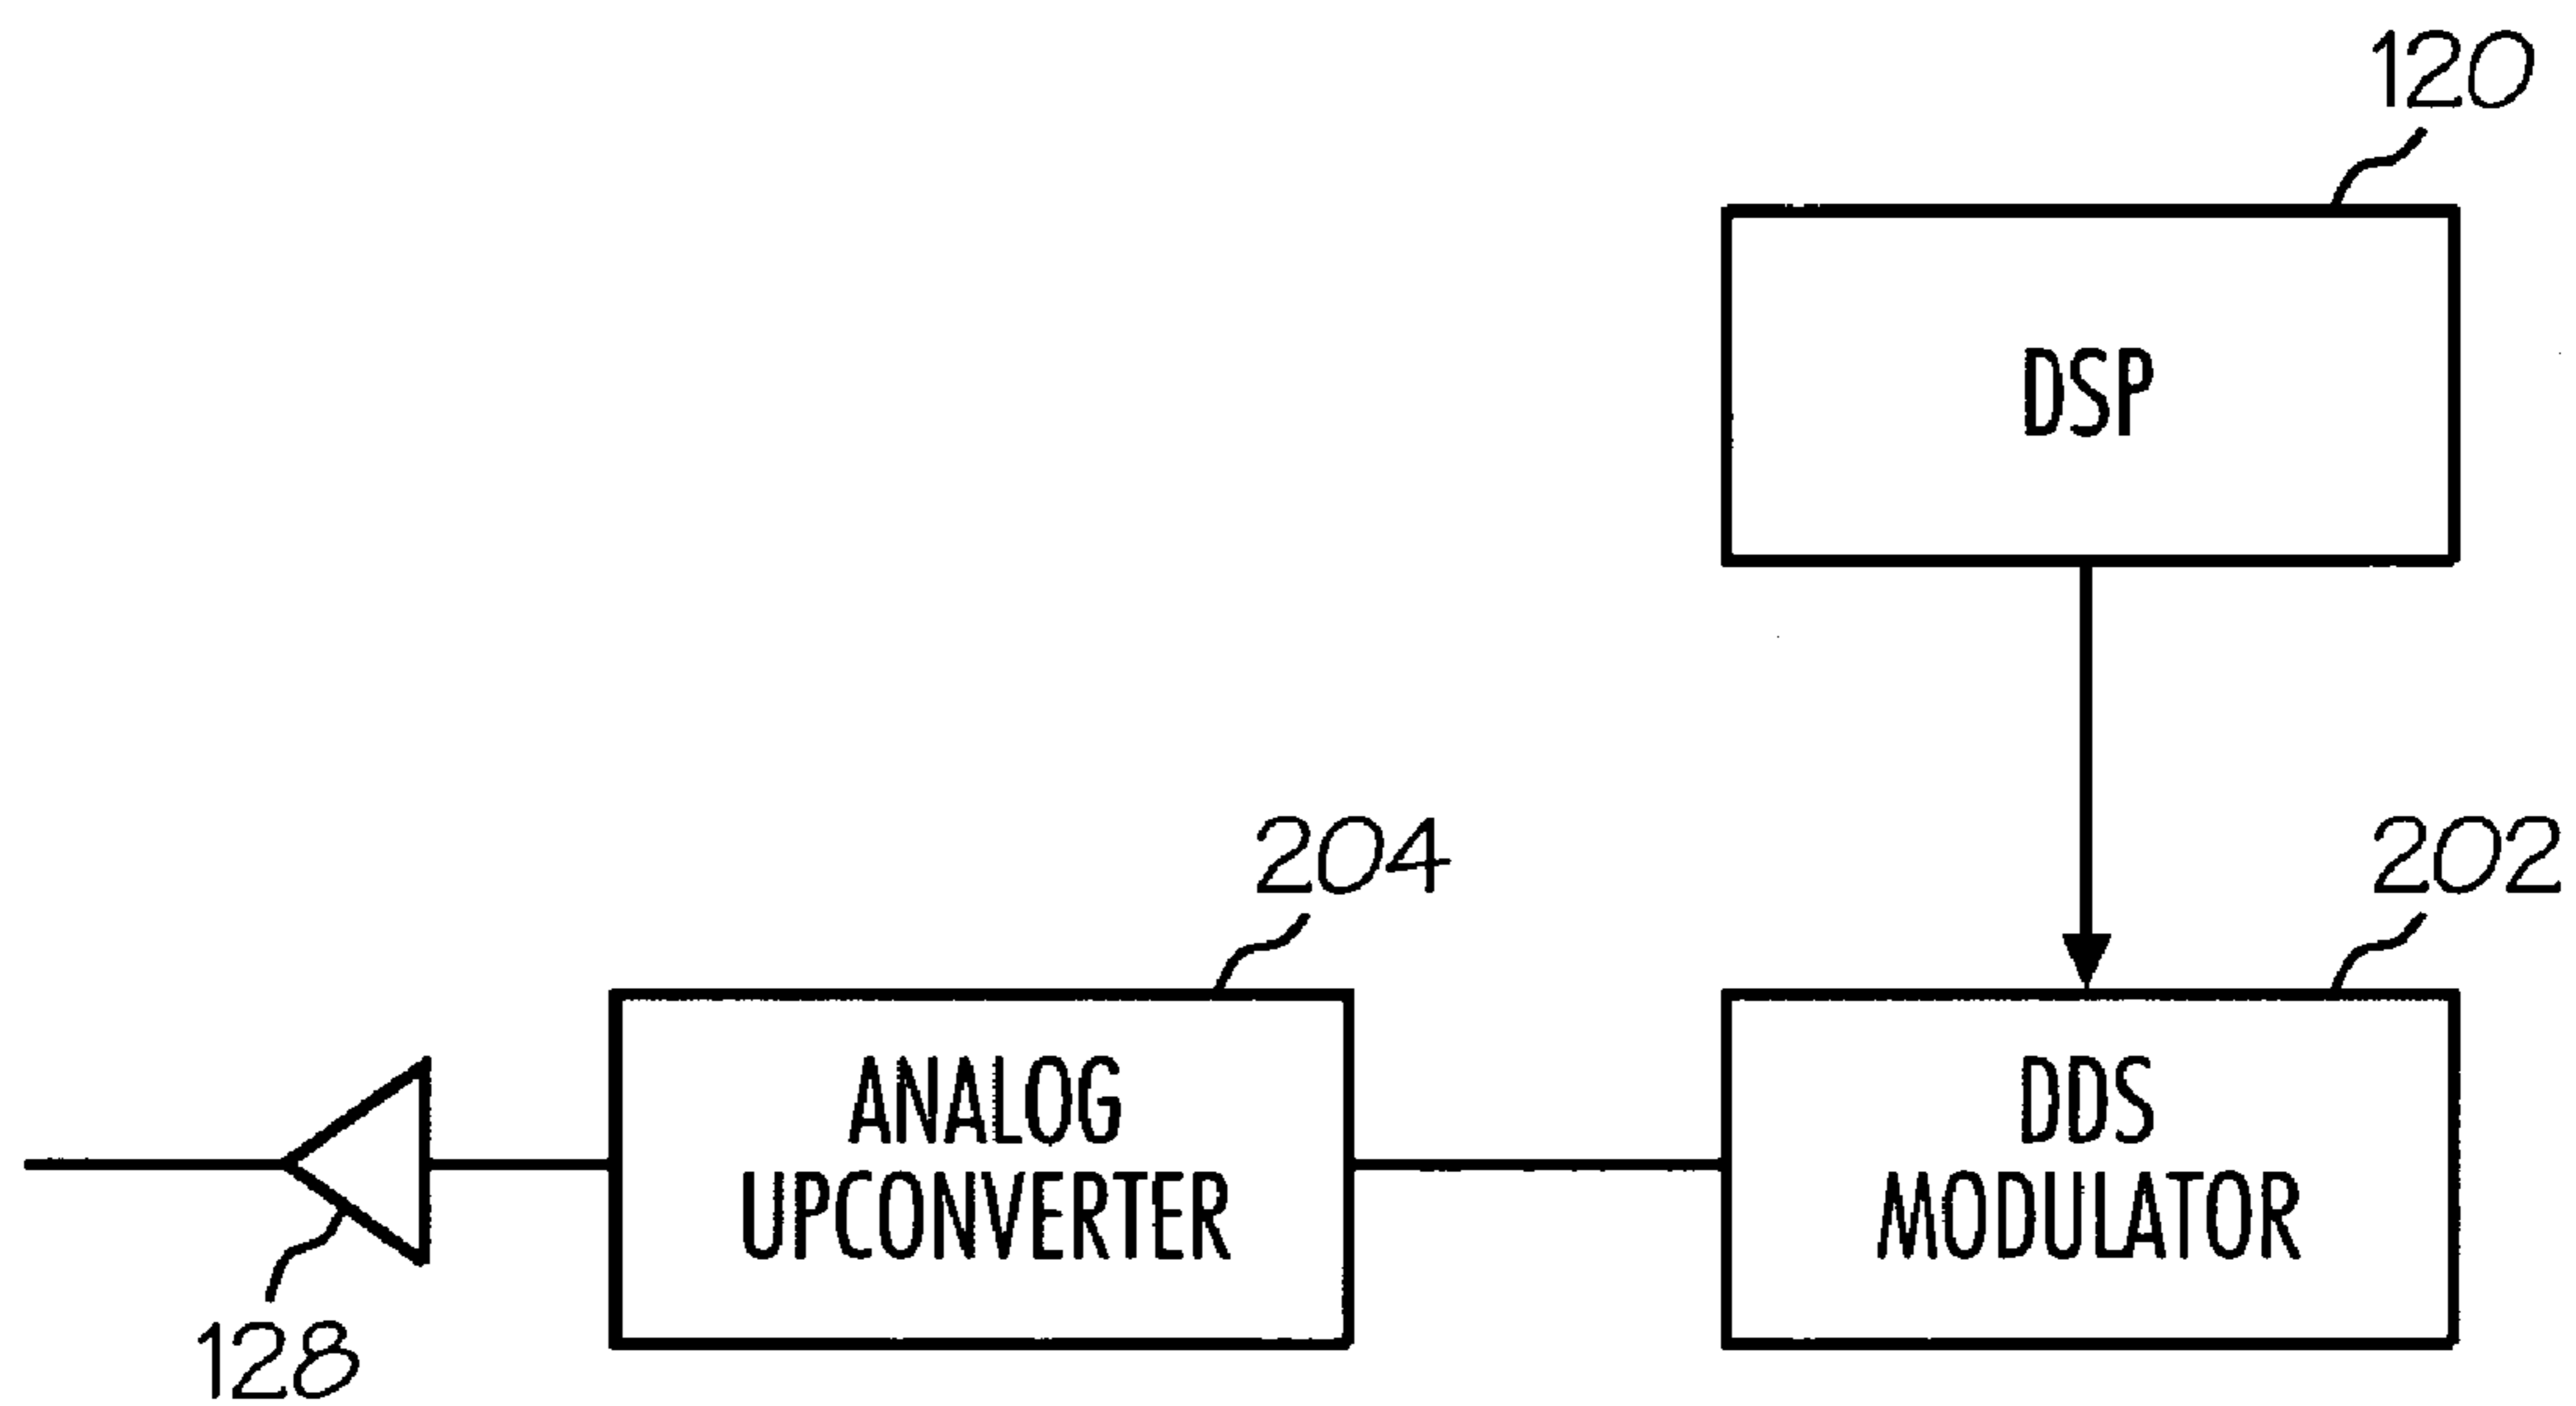 120
DSP
204
202
ANALOG
UPCONVERTER
DDS
MODULATOR
128